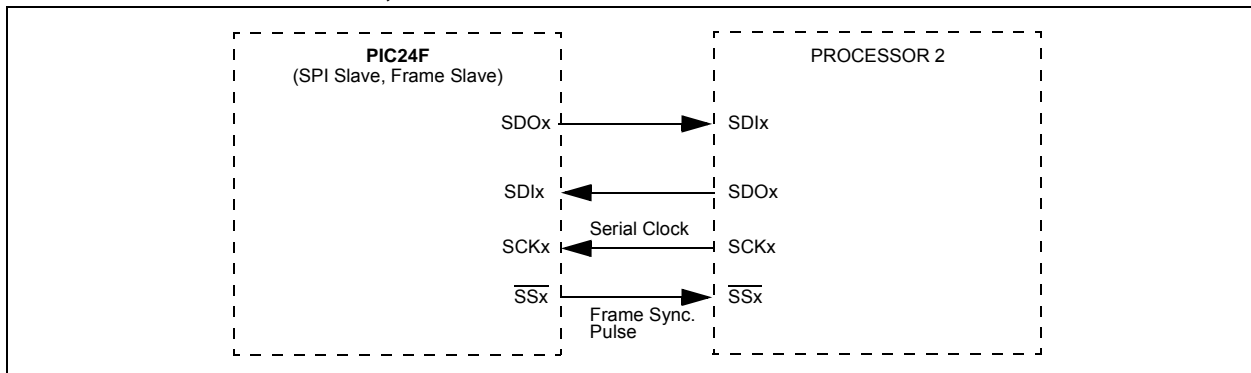 PIC24F
(SPI Slave, Frame Slave)
PROCESSOR 2
SDOx
SDIx
SDIx
SDOx
Serial Clock
SCKx
SCKx
SSx
SSx
Frame Sync.
Pulse